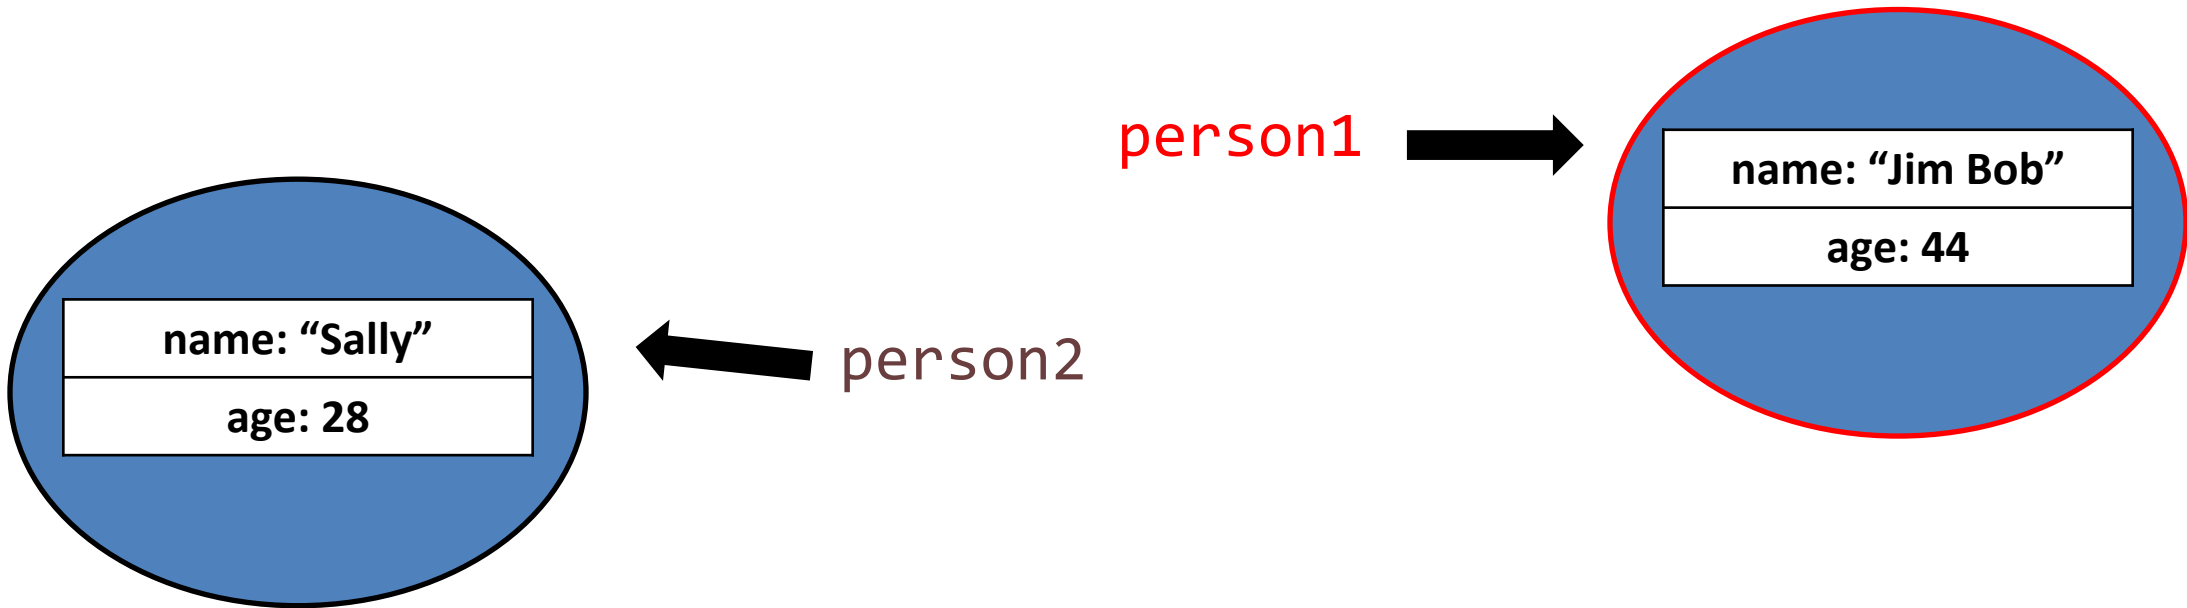 person1
name: “Jim Bob”
age: 44
name: “Sally”
age: 28
person2